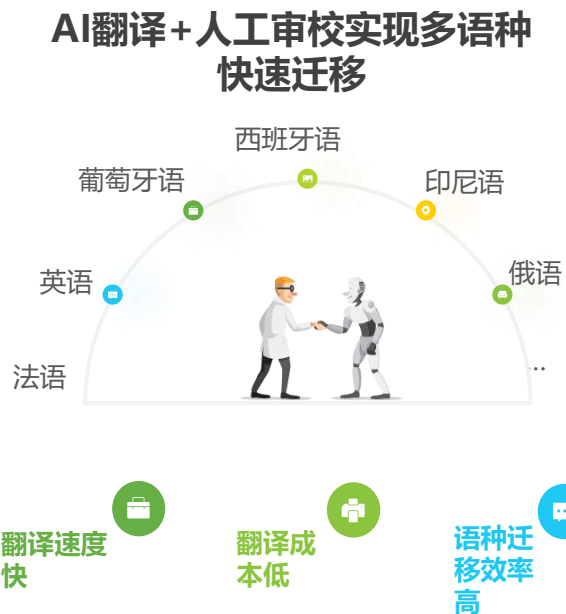 AI翻译+人工审校实现多语种
快速迁移
西班牙语
葡萄牙语
印尼语
英语
俄语
法语
...
翻译速度
快
翻译成
本低
语种迁
移效率
高